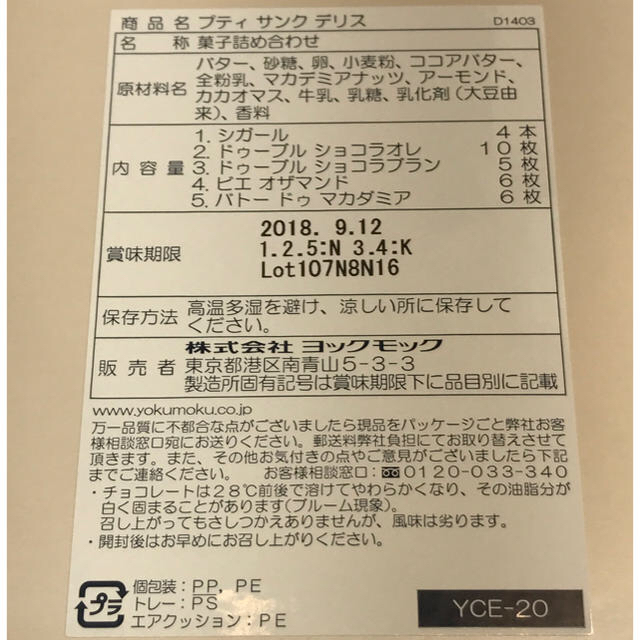 商品名 プティ サンク デリス D1403
名称 菓子詰め合わせ
原材料名 バター、砂糖、卵、小麦粉、ココアバター、
全粉乳、マカデミアナッツ、アーモンド、
カカオマス、牛乳、乳糖、乳化剤（大豆由
来）、香料
内容量
1. シガール 4本
2. ドゥーブル ショコラオレ 10枚
3. ドゥーブル ショコラブラン 5枚
4. ビエ オザマンド 6枚
5. バトー ドゥ マカダミア 6枚
賞味期限
2018. 9.12
1.2.5:N 3.4:K
Lot107N8N16
保存方法 高温多湿を避け、涼しい所に保存して
ください。
販売者
株式会社 ヨックモック
東京都港区南青山5-3-3
製造所固有記号は賞味期限下に品目別に記載
www.yokumoku.co.jp
万一品質に不都合な点がございましたら現品をパッケージごと弊社お客
様相談窓口宛にお送りください。郵送料弊社負担にてお取り替えさせて
頂きます。また、その他お気付きの点やご意見がございましたら下記
までご連絡ください。 お客様相談窓口：0120-033-340
・チョコレートは28℃前後で溶けてやわらかくなり、その油脂分が
白く固まることがあります(ブルーム現象)。
召し上がってもさしつかえありませんが、風味は劣ります。
・開封後はお早めにお召し上がりください。
プラ
個包装：PP, PE
トレー：PS
エアクッション：PE
YCE-20